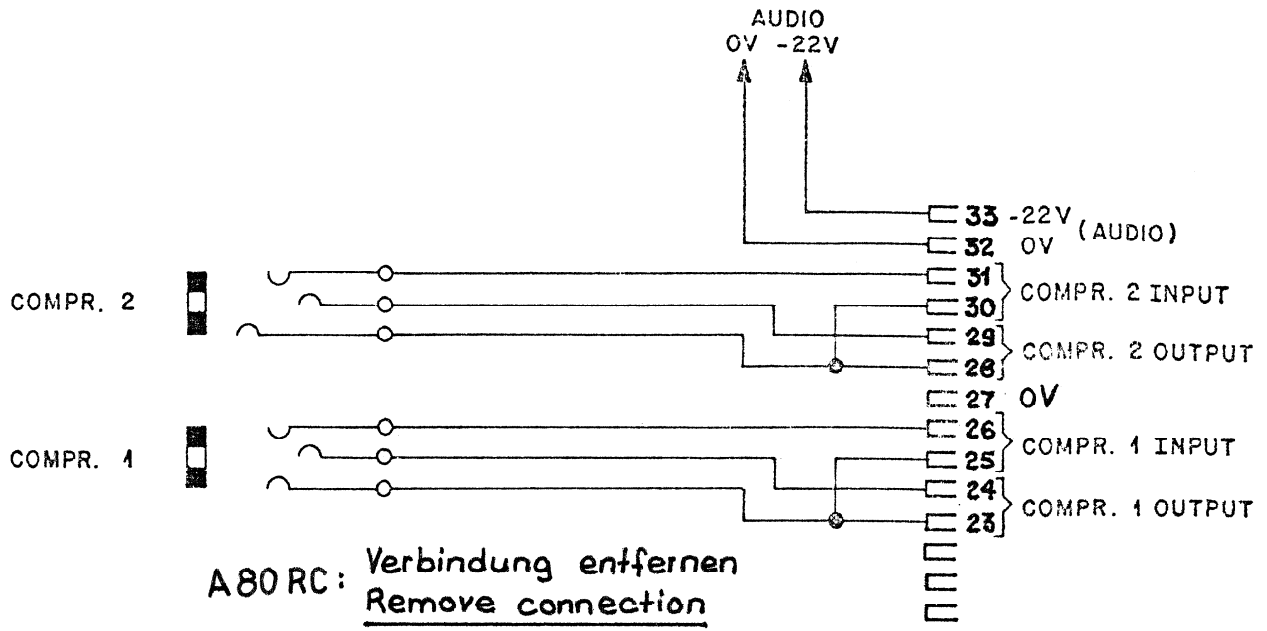 AUDIO
0V -22V
33 -22V
(AUDIO)
32 0V
31
COMPR. 2 INPUT
30
COMPR. 2
29
COMPR. 2 OUTPUT
28
27 0V
26
COMPR. 1 INPUT
25
COMPR. 1
24
COMPR. 1 OUTPUT
23
A80 RC: Verbindung entfernen
Remove connection